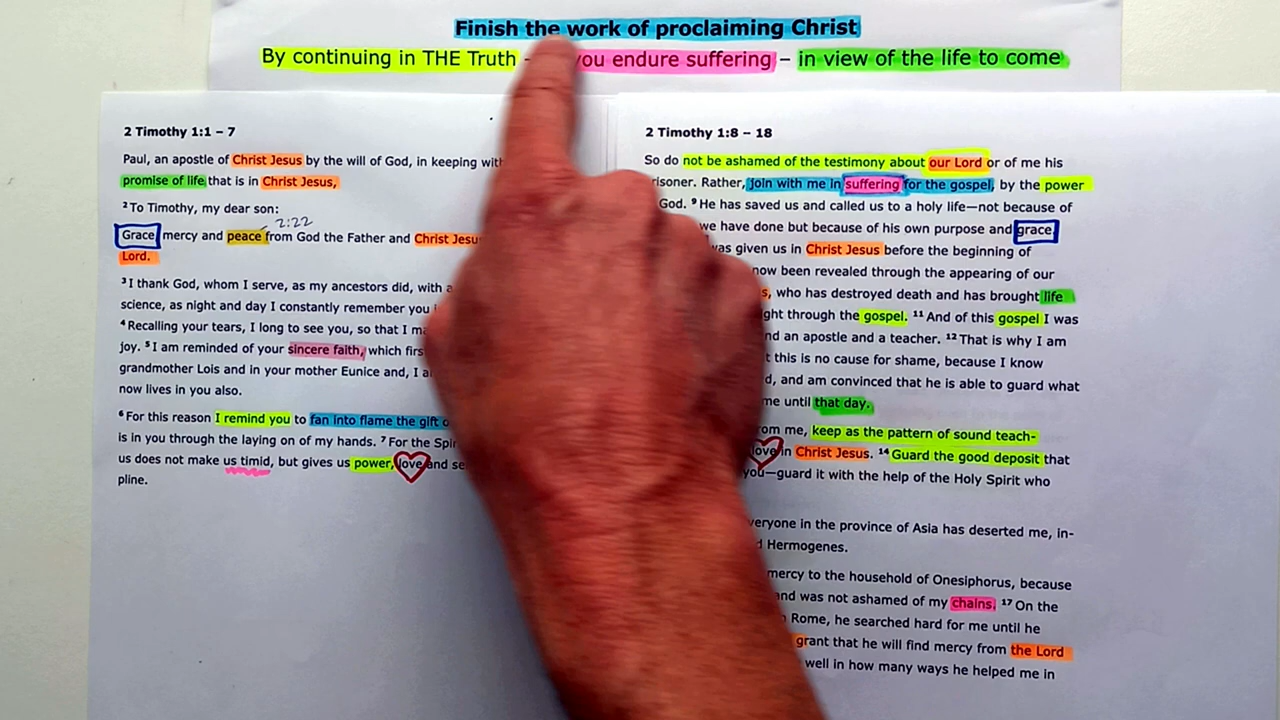 Finish the work of proclaiming Christ
By continuing in THE Truth – you endure suffering – in view of the life to come
2 Timothy 1:1 – 7
Paul, an apostle of Christ Jesus by the will of God, in keeping with
promise of life that is in Christ Jesus,
2 To Timothy, my dear son:
2:22
Grace, mercy and peace from God the Father and Christ Jesus
Lord.
3 I thank God, whom I serve, as my ancestors did, with a
science, as night and day I constantly remember you
4 Recalling your tears, I long to see you, so that I
joy. 5 I am reminded of your sincere faith, which
grandmother Lois and in your mother Eunice and, I
now lives in you also.
6 For this reason I remind you to fan into flame the gift
is in you through the laying on of my hands. 7 For the
us does not make us timid, but gives us power, love and
pline.
2 Timothy 1:8 – 18
So do not be ashamed of the testimony about our Lord or of me his
risoner. Rather, join with me in suffering for the gospel, by the power
God. 9 He has saved us and called us to a holy life—not because of
we have done but because of his own purpose and grace.
was given us in Christ Jesus before the beginning of
now been revealed through the appearing of our
who has destroyed death and has brought life
ght through the gospel. 11 And of this gospel I was
an apostle and a teacher. 12 That is why I am
this is no cause for shame, because I know
and am convinced that he is able to guard what
me until that day.
from me, keep as the pattern of sound teach-
love in Christ Jesus. 14 Guard the good deposit that
you—guard it with the help of the Holy Spirit who
veryone in the province of Asia has deserted me, in-
Hermogenes.
mercy to the household of Onesiphorus, because
and was not ashamed of my chains. 17 On the
Rome, he searched hard for me until he
grant that he will find mercy from the Lord
well in how many ways he helped me in